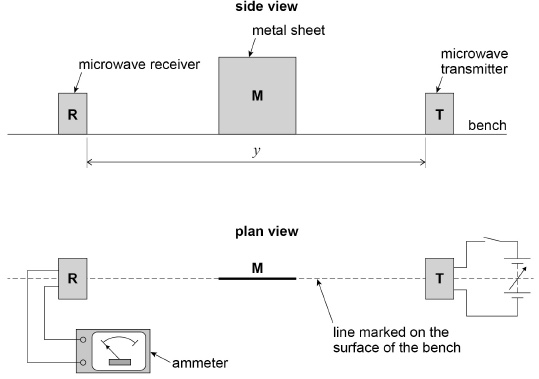 side view
metal sheet
microwave receiver
microwave
transmitter
R
M
T
bench
y
plan view
R
M
T
line marked on the
surface of the bench
ammeter